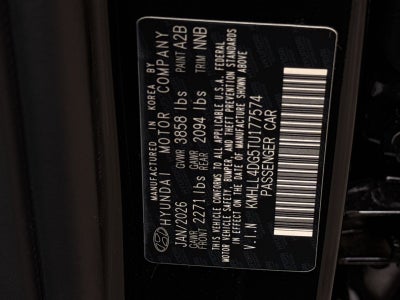 MANUFACTURED IN KOREA BY
HYUNDAI MOTOR COMPANY
JAN/2026 GVWR 3858 lbs PAINT A2B
GAWR FRONT 2271 lbs GAWR REAR 2094 lbs TRIM NNB
THIS VEHICLE CONFORMS TO ALL APPLICABLE U.S.A. FEDERAL
MOTOR VEHICLE SAFETY, BUMPER, AND THEFT PREVENTION STANDARDS
IN EFFECT ON THE DATE OF MANUFACTURE SHOWN ABOVE
V.I.N KMHLL4DG5TU177574
PASSENGER CAR